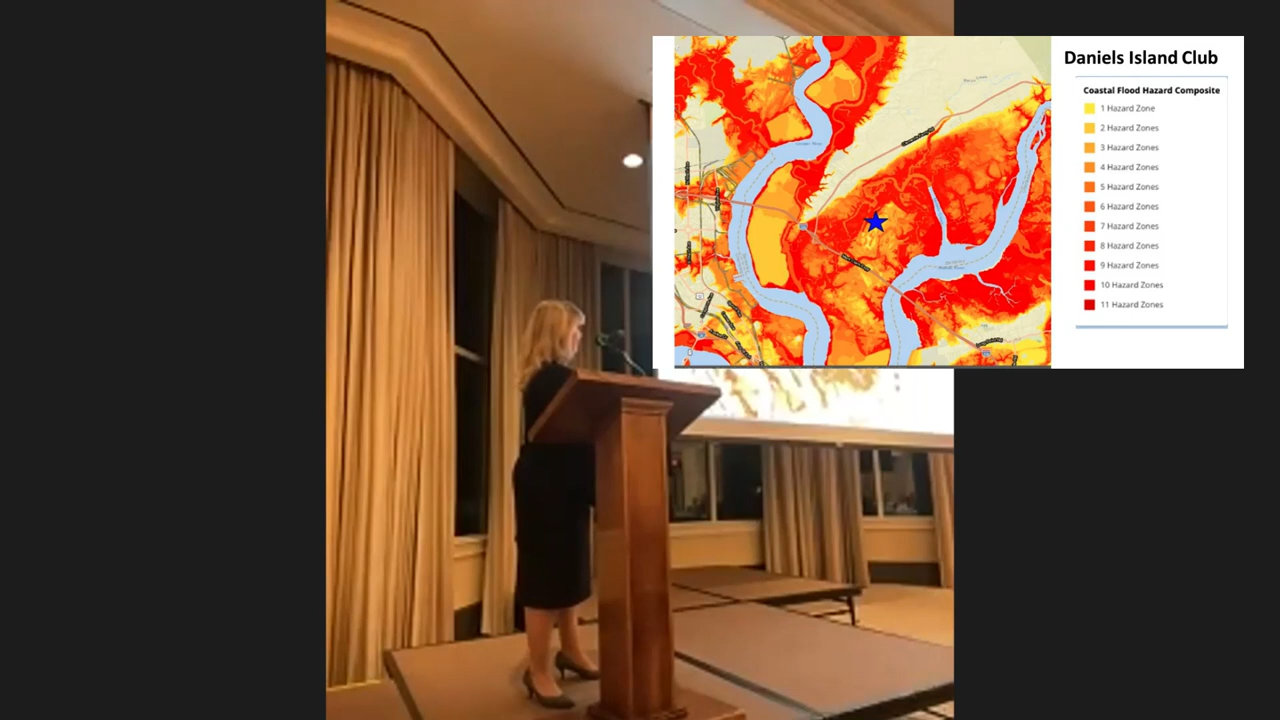 Daniels Island Club
Coastal Flood Hazard Composite
1 Hazard Zone
2 Hazard Zones
3 Hazard Zones
4 Hazard Zones
5 Hazard Zones
6 Hazard Zones
7 Hazard Zones
8 Hazard Zones
9 Hazard Zones
10 Hazard Zones
11 Hazard Zones